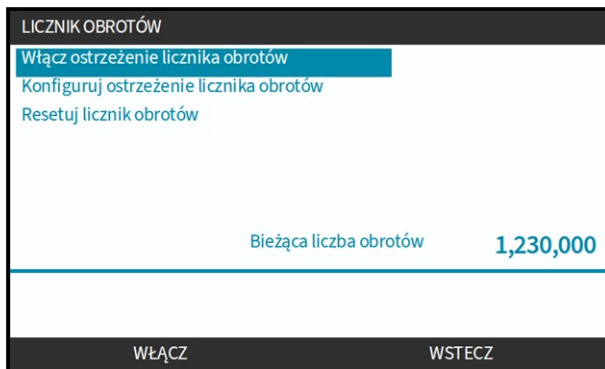 LICZNIK OBROTÓW
Włącz ostrzeżenie licznika obrotów
Konfiguruj ostrzeżenie licznika obrotów
Resetuj licznik obrotów
Bieżąca liczba obrotów 1,230,000
WŁĄCZ WSTECZ